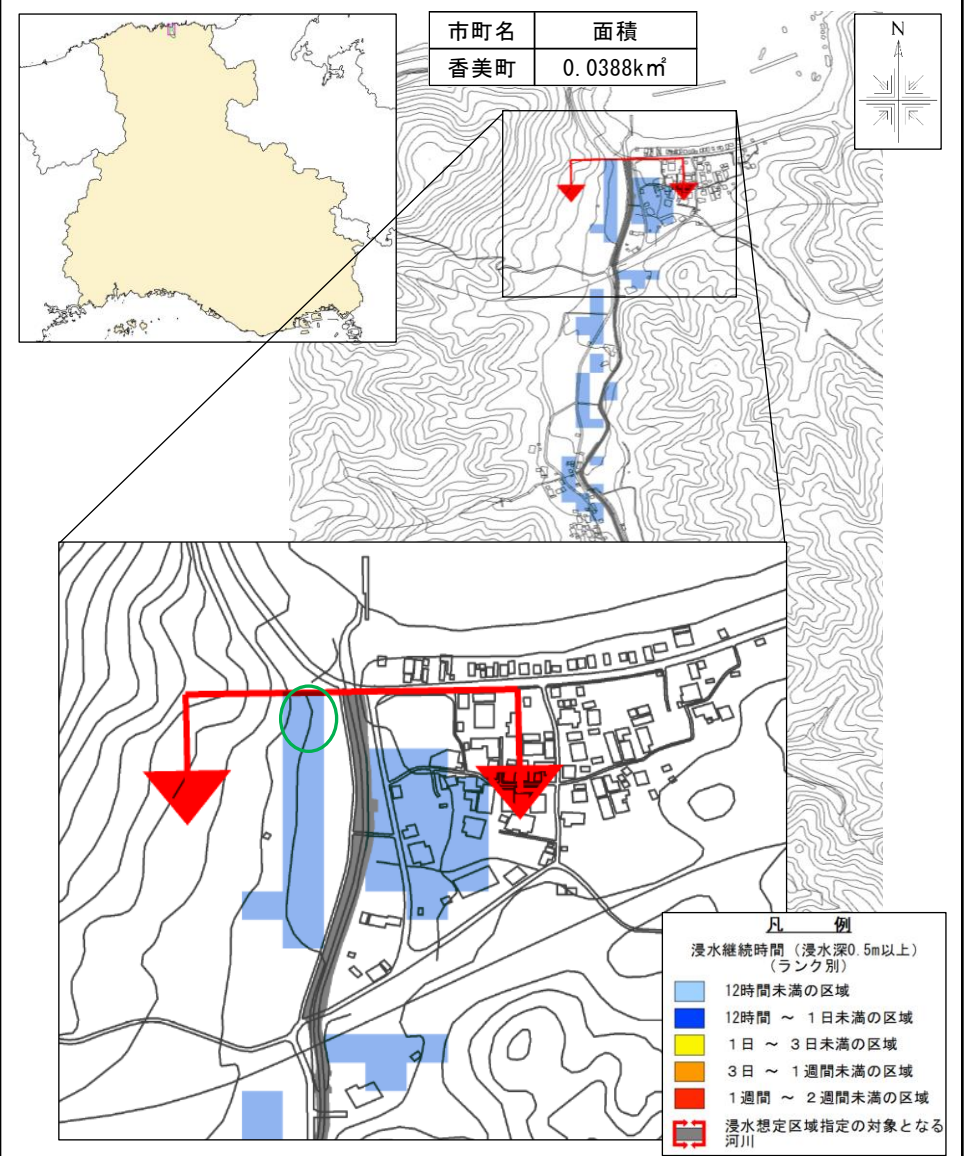 市町名 面積
香美町 0.0388k㎡
N
凡 例
浸水継続時間（浸水深0.5m以上）
（ランク別）
12時間未満の区域
12時間 ～ 1日未満の区域
1日 ～ 3日未満の区域
3日 ～ 1週間未満の区域
1週間 ～ 2週間未満の区域
浸水想定区域指定の対象となる
河川